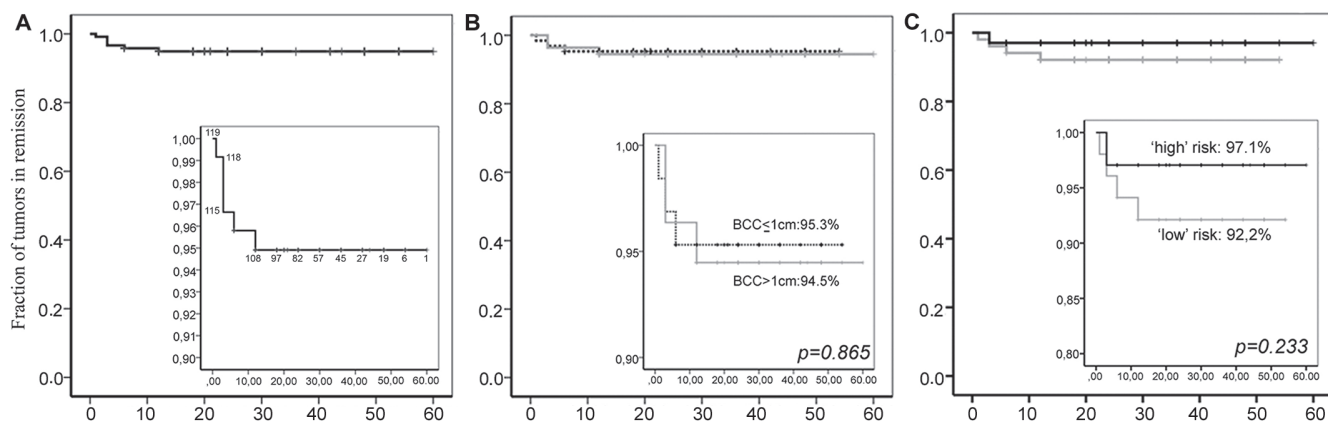 Fraction of tumors in remission
A
1.0
0.8
0.6
0.4
0.2
0.0
0 10 20 30 40 50 60
1,00
0,99
0,98
0,97
0,96
0,95
0,94
0,93
0,92
0,91
0,90
119
118
115
108 97 82 57 45 27 19 6 1
,00 10,00 20,00 30,00 40,00 50,00 60.00
B
1.0
0.8
0.6
0.4
0.2
0.0
0 10 20 30 40 50 60
1,00
0,95
0,90
BCC≤1cm:95.3%
BCC>1cm:94.5%
p=0.865
,00 10,00 20,00 30,00 40,00 50,00 60.00
C
1.0
0.8
0.6
0.4
0.2
0.0
0 10 20 30 40 50 60
1,00
0,95
0,90
0,85
0,80
‘high’ risk: 97.1%
‘low’ risk: 92,2%
p=0.233
,00 10,00 20,00 30,00 40,00 50,00 60.00